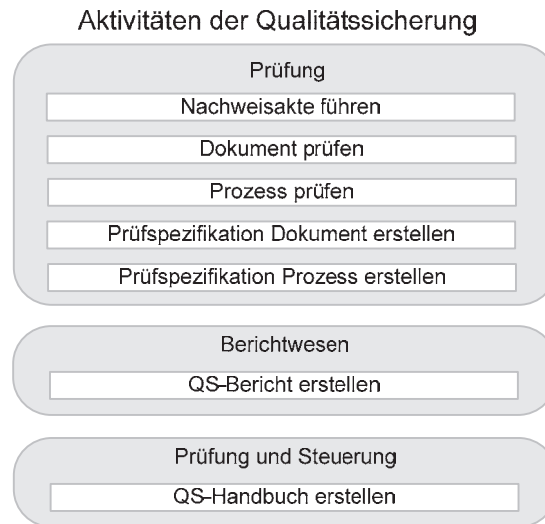 Aktivitäten der Qualitätssicherung
Prüfung
Nachweisakte führen
Dokument prüfen
Prozess prüfen
Prüfspezifikation Dokument erstellen
Prüfspezifikation Prozess erstellen
Berichtwesen
QS-Bericht erstellen
Prüfung und Steuerung
QS-Handbuch erstellen